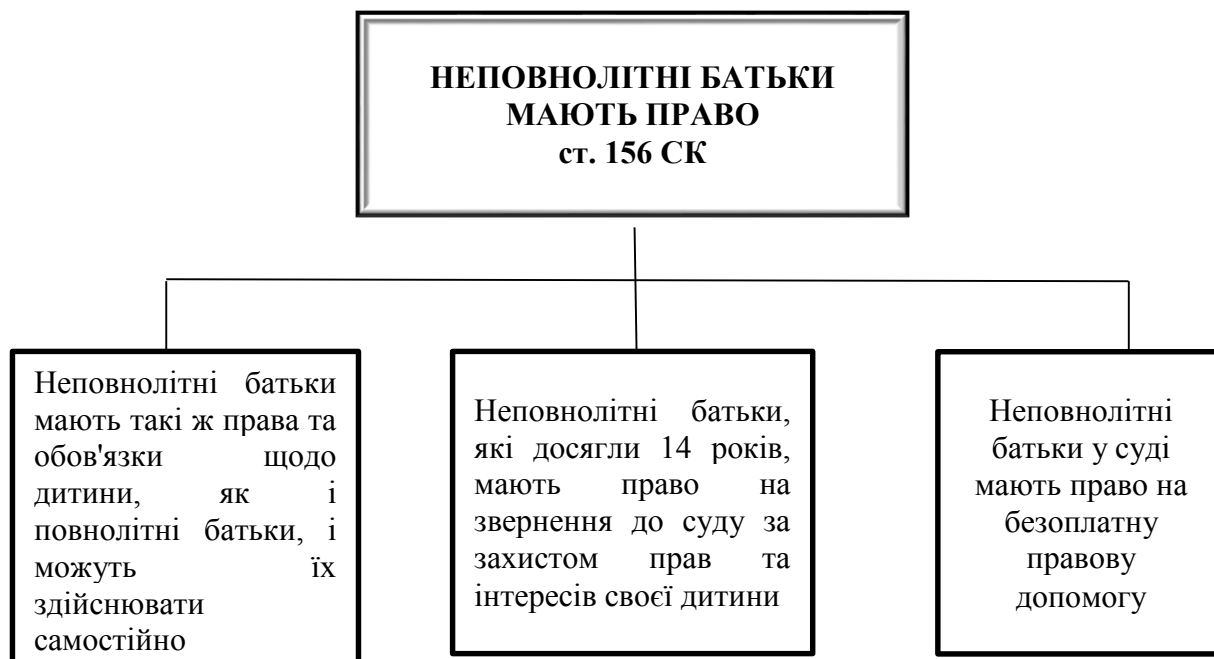 НЕПОВНОЛІТНІ БАТЬКИ
МАЮТЬ ПРАВО
ст. 156 СК
Неповнолітні батьки
мають такі ж права та
обов'язки щодо
дитини, як і
повнолітні батьки, і
можуть їх
здійснювати
самостійно
Неповнолітні батьки,
які досягли 14 років,
мають право на
звернення до суду за
захистом прав та
інтересів своєї дитини
Неповнолітні
батьки у суді
мають право на
безоплатну
правову
допомогу